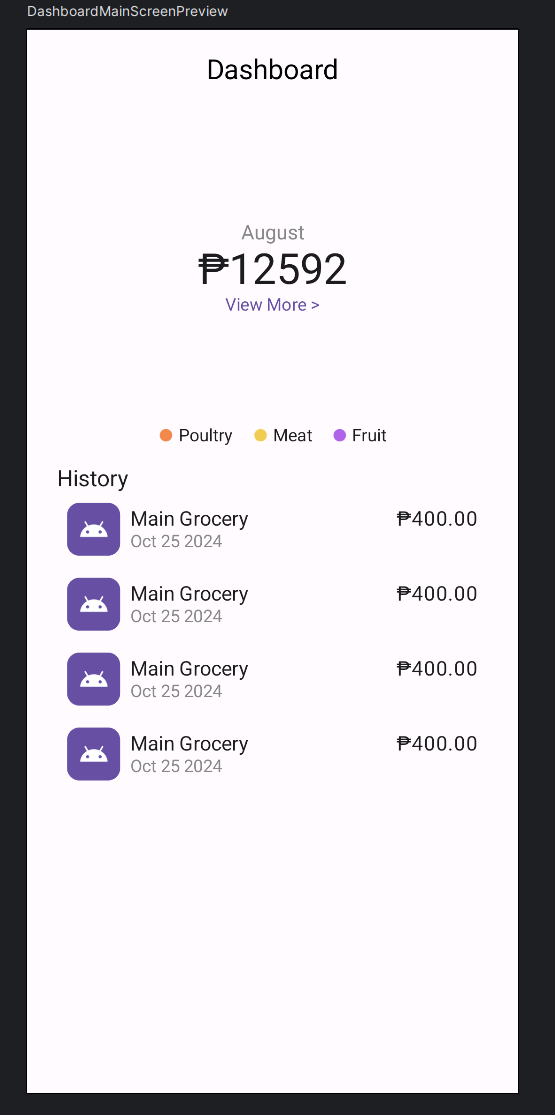 DashboardMainScreenPreview
Dashboard
August
₱12592
View More >
Poultry Meat Fruit
History
Main Grocery ₱400.00
Oct 25 2024
Main Grocery ₱400.00
Oct 25 2024
Main Grocery ₱400.00
Oct 25 2024
Main Grocery ₱400.00
Oct 25 2024